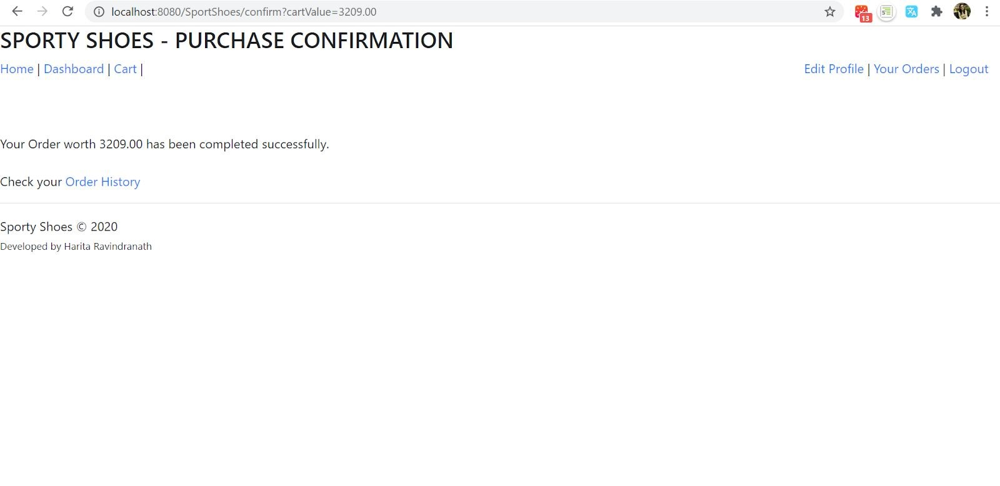 localhost:8080/SportShoes/confirm?cartValue=3209.00
13
SPORTY SHOES - PURCHASE CONFIRMATION
Home | Dashboard | Cart | Edit Profile | Your Orders | Logout
Your Order worth 3209.00 has been completed successfully.
Check your Order History
Sporty Shoes © 2020
Developed by Harita Ravindranath